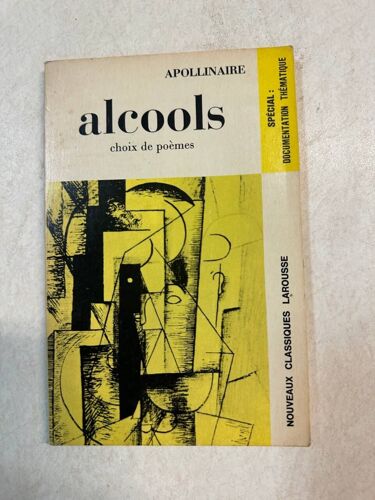 APOLLINAIRE
alcools
choix de poèmes
SPÉCIAL :
DOCUMENTATION THÉMATIQUE
NOUVEAUX CLASSIQUES LAROUSSE